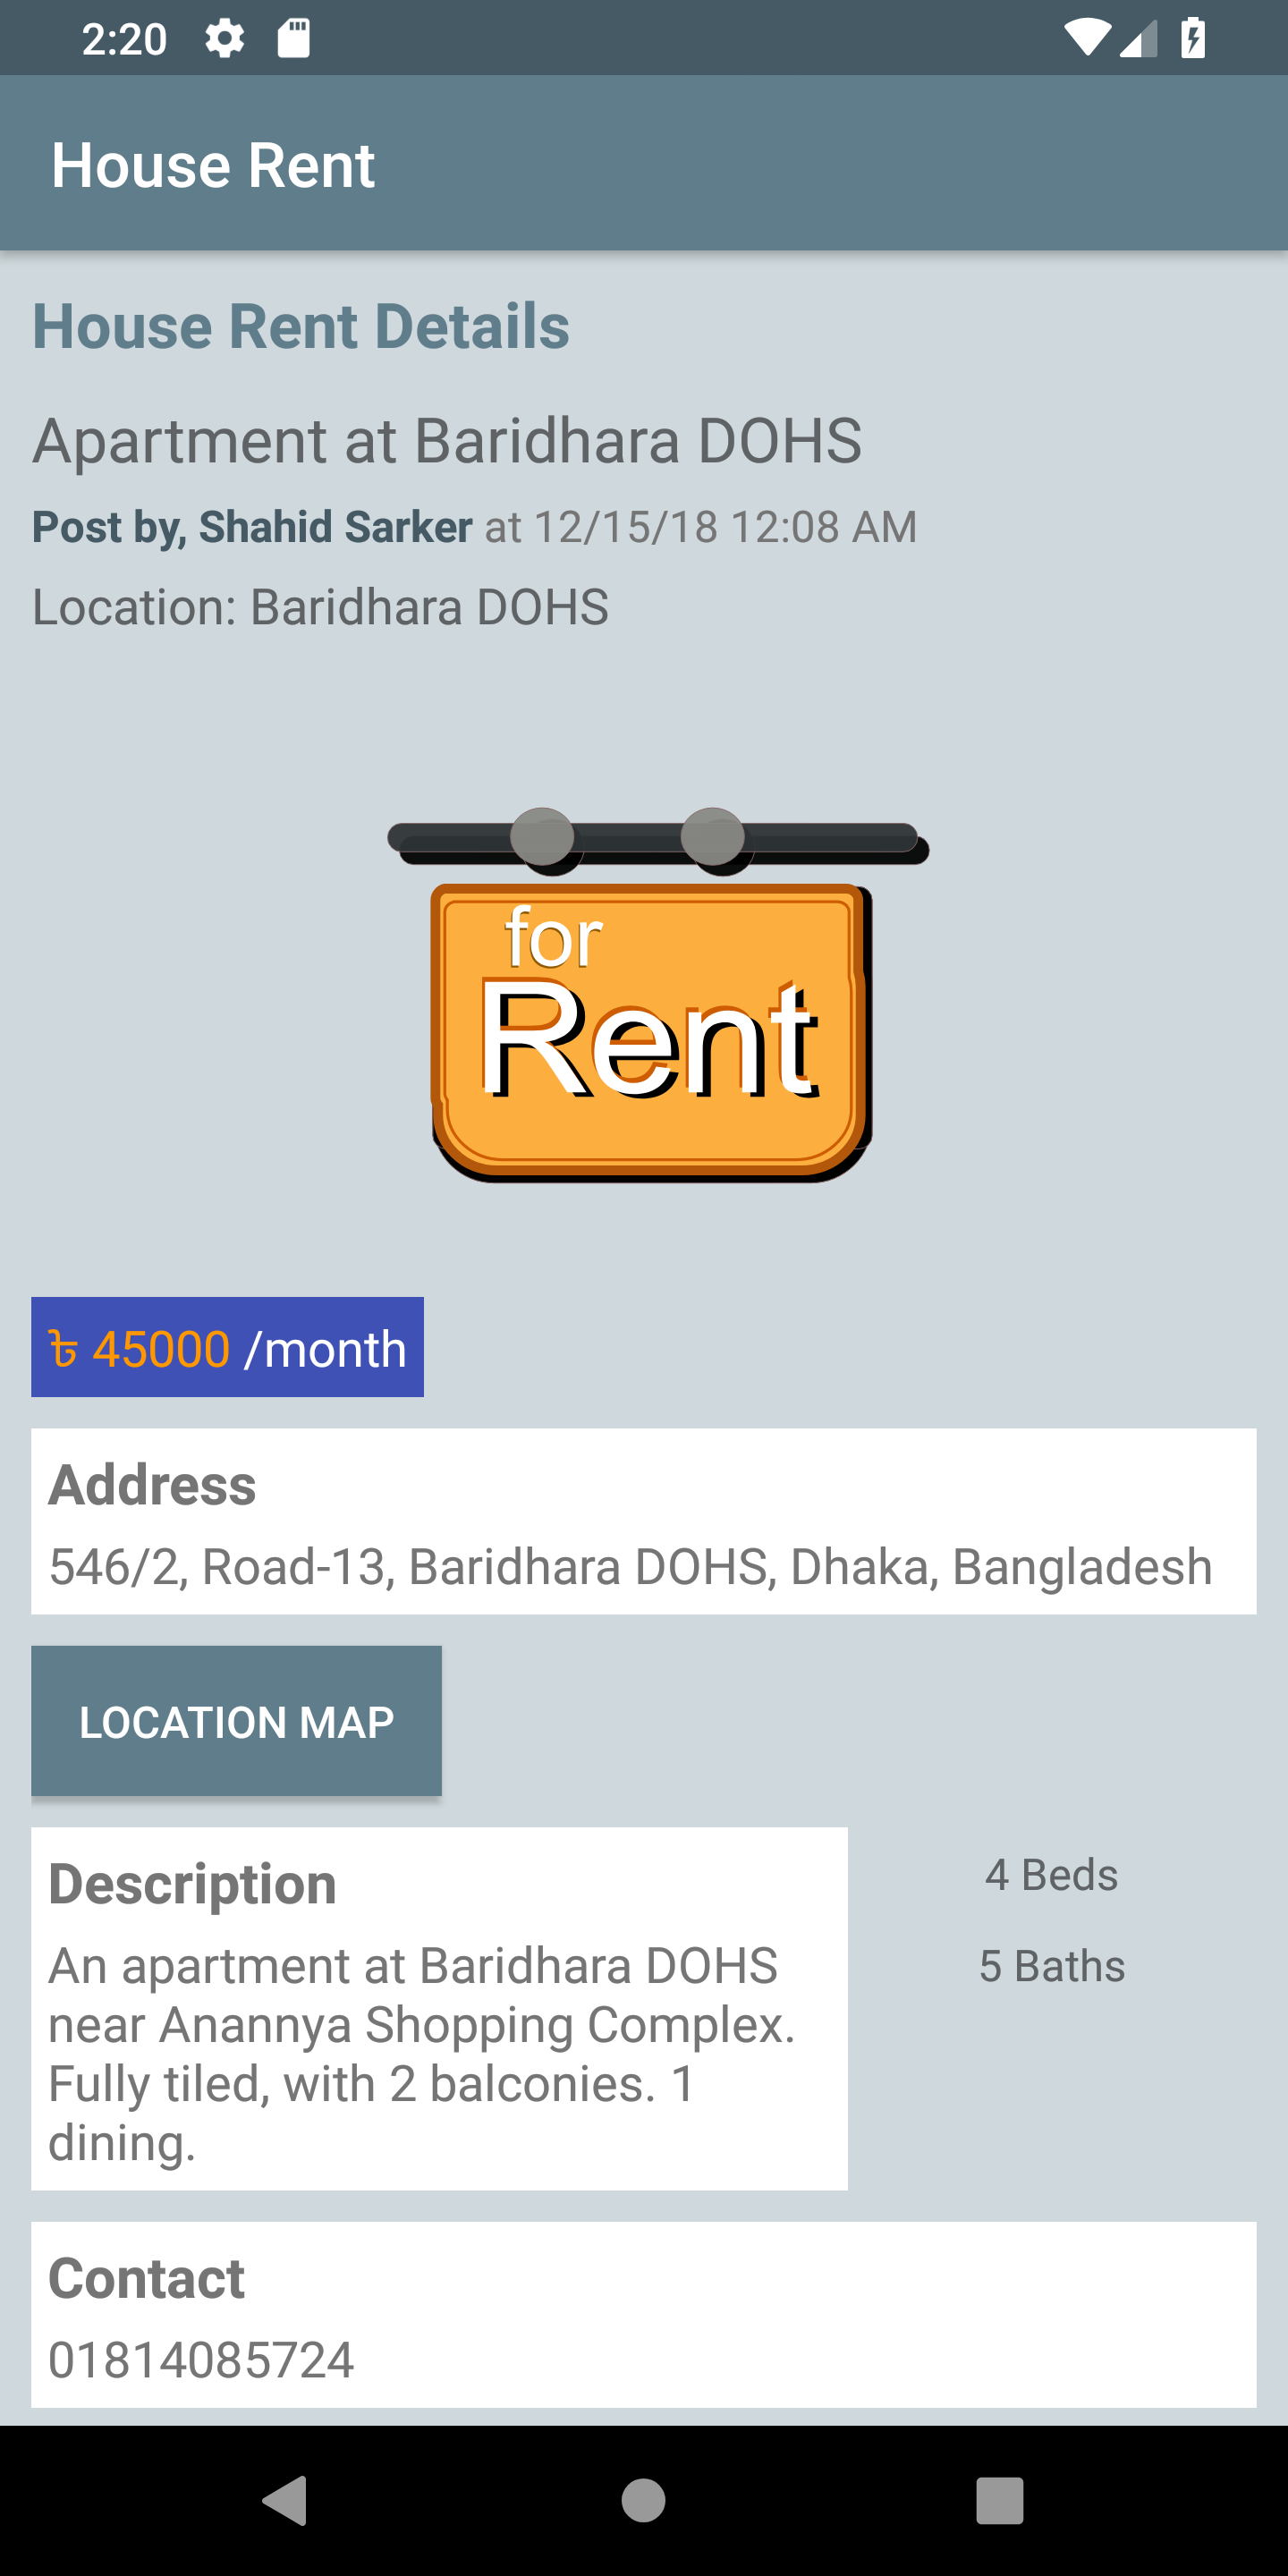 2:20
House Rent
House Rent Details
Apartment at Baridhara DOHS
Post by, Shahid Sarker at 12/15/18 12:08 AM
Location: Baridhara DOHS
for
Rent
৳ 45000 /month
Address
546/2, Road-13, Baridhara DOHS, Dhaka, Bangladesh
LOCATION MAP
Description
An apartment at Baridhara DOHS
near Anannya Shopping Complex.
Fully tiled, with 2 balconies. 1
dining.
4 Beds
5 Baths
Contact
01814085724